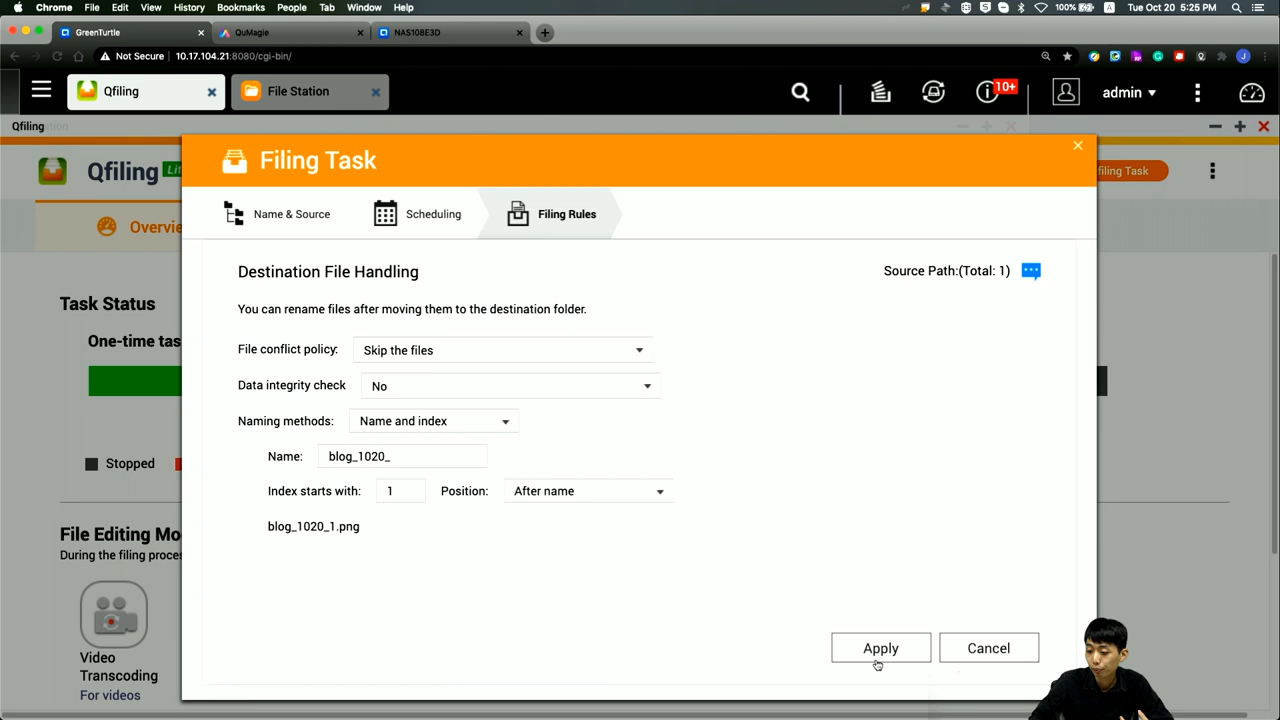 Chrome File Edit View History Bookmarks People Tab Window Help 100% Tue Oct 20 5:25 PM
GreenTurtle QuMagie NAS108E3D
Not Secure 10.17.104.21:8080/cgi-bin/
Qfiling File Station 10+ admin
Qfiling
Filing Task
Qfiling filing Task
Name & Source Scheduling Filing Rules
Overvie
Destination File Handling Source Path:(Total: 1)
Task Status
You can rename files after moving them to the destination folder.
One-time tas
File conflict policy: Skip the files
Data integrity check No
Naming methods: Name and index
Name: blog_1020_
Stopped
Index starts with: 1 Position: After name
blog_1020_1.png
File Editing Mo
During the filing proce
Apply Cancel
Video
Transcoding
For videos